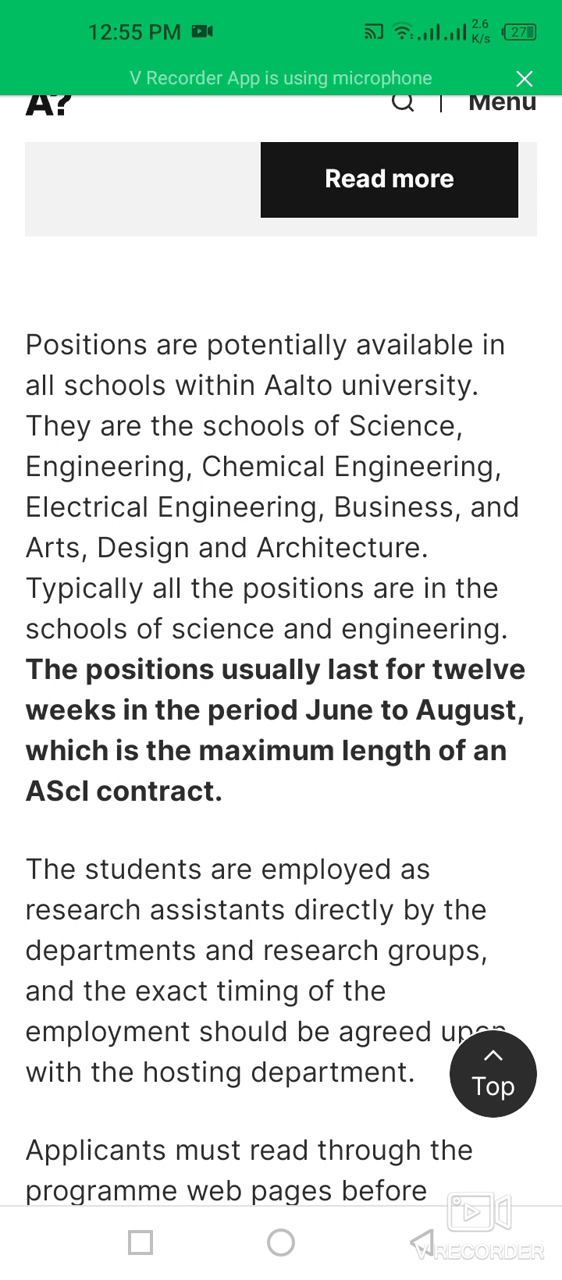 12:55 PM
2.6
K/s
27
V Recorder App is using microphone
A?
Menu
Read more
Positions are potentially available in
all schools within Aalto university.
They are the schools of Science,
Engineering, Chemical Engineering,
Electrical Engineering, Business, and
Arts, Design and Architecture.
Typically all the positions are in the
schools of science and engineering.
The positions usually last for twelve
weeks in the period June to August,
which is the maximum length of an
AScI contract.
The students are employed as
research assistants directly by the
departments and research groups,
and the exact timing of the
employment should be agreed upon
with the hosting department.
Top
Applicants must read through the
programme web pages before
VRECORDER